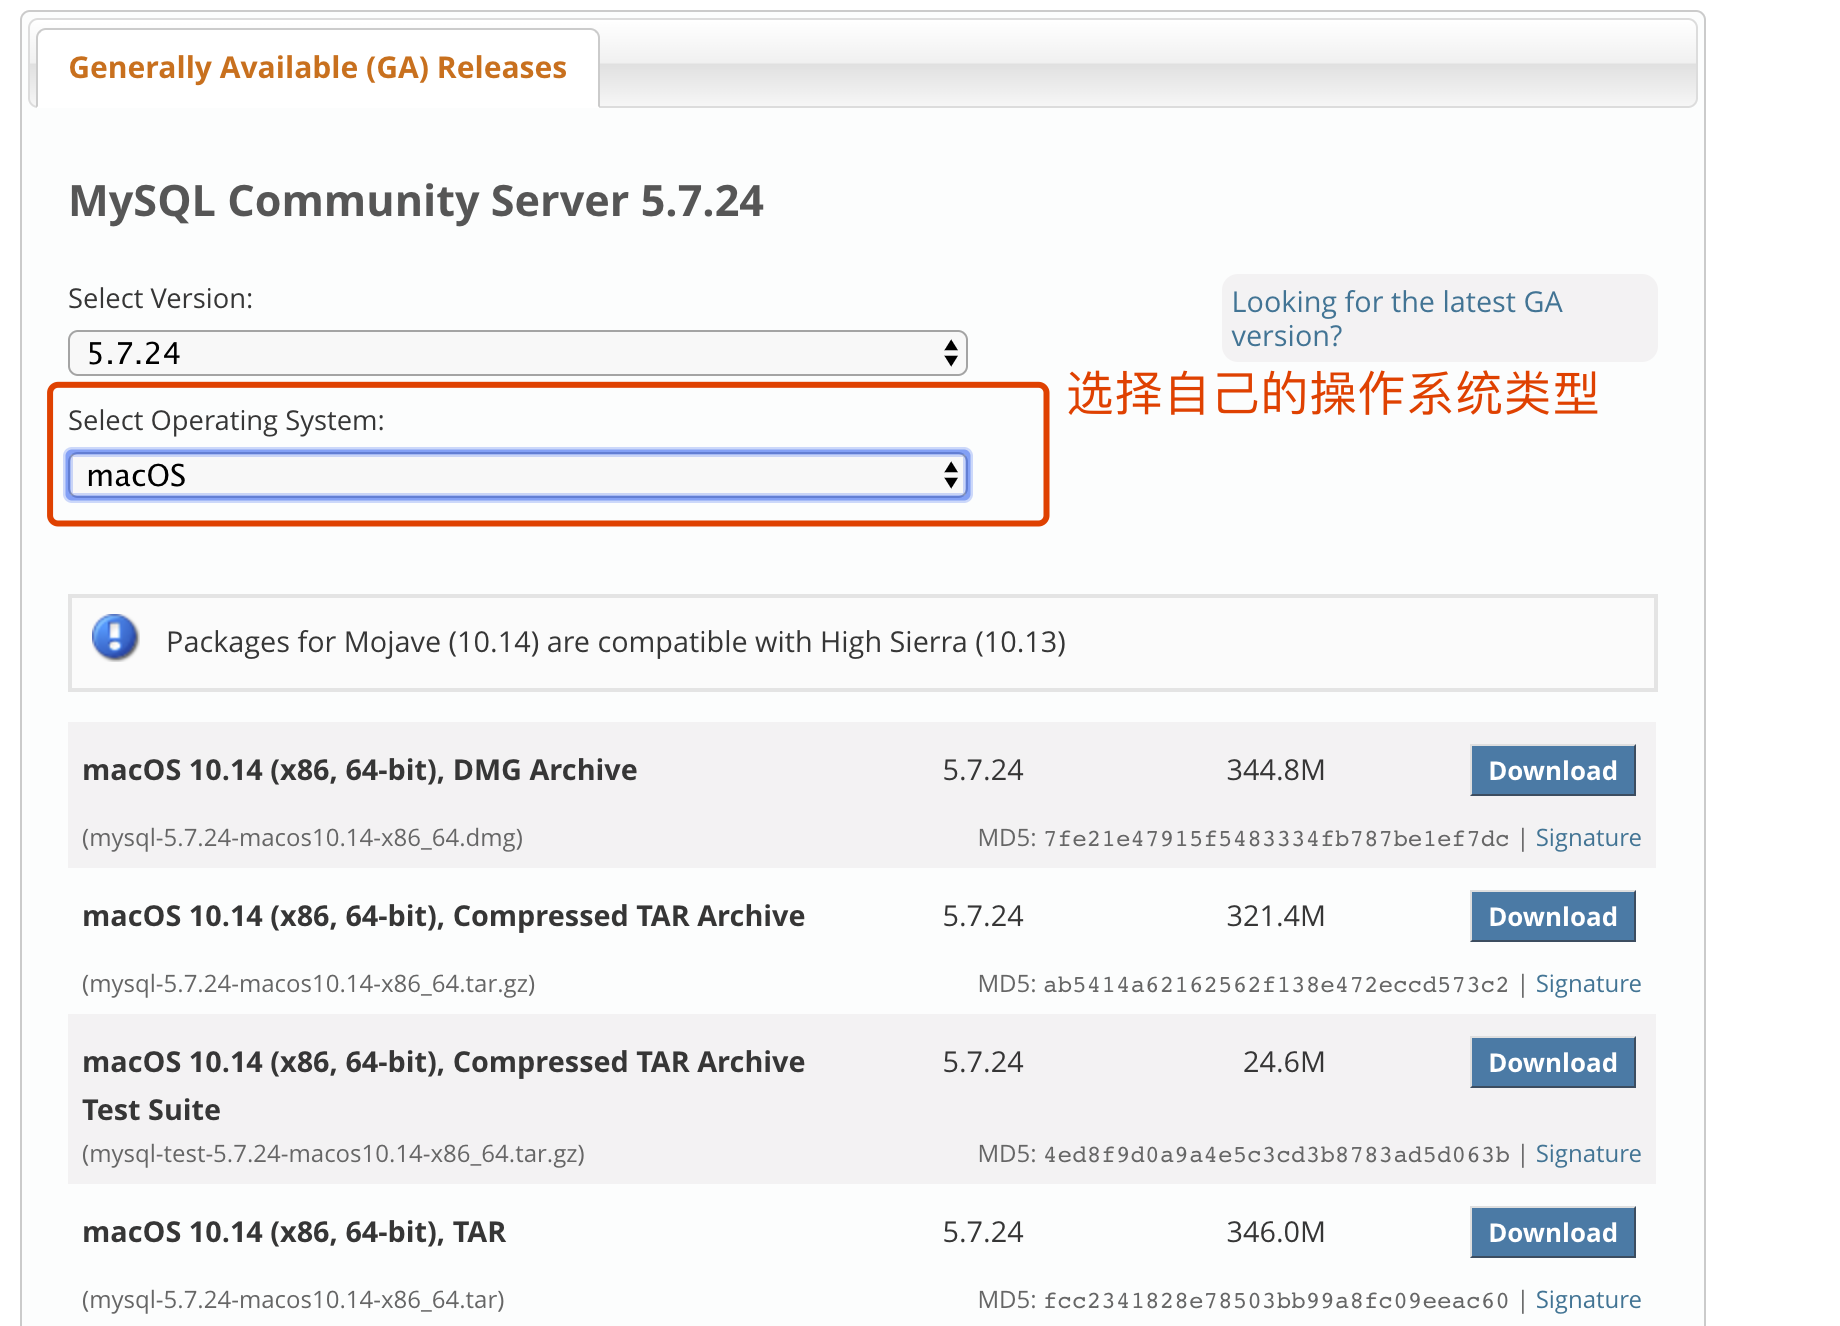 Generally Available (GA) Releases
MySQL Community Server 5.7.24
Select Version:
5.7.24
Looking for the latest GA
version?
选择自己的操作系统类型
Select Operating System:
macOS
Packages for Mojave (10.14) are compatible with High Sierra (10.13)
macOS 10.14 (x86, 64-bit), DMG Archive 5.7.24 344.8M Download
(mysql-5.7.24-macos10.14-x86_64.dmg) MD5: 7fe21e47915f5483334fb787be1ef7dc | Signature
macOS 10.14 (x86, 64-bit), Compressed TAR Archive 5.7.24 321.4M Download
(mysql-5.7.24-macos10.14-x86_64.tar.gz) MD5: ab5414a62162562f138e472eccd573c2 | Signature
macOS 10.14 (x86, 64-bit), Compressed TAR Archive 5.7.24 24.6M Download
Test Suite
(mysql-test-5.7.24-macos10.14-x86_64.tar.gz) MD5: 4ed8f9d0a9a4e5c3cd3b8783ad5d063b | Signature
macOS 10.14 (x86, 64-bit), TAR 5.7.24 346.0M Download
(mysql-5.7.24-macos10.14-x86_64.tar) MD5: fcc2341828e78503bb99a8fc09eeac60 | Signature